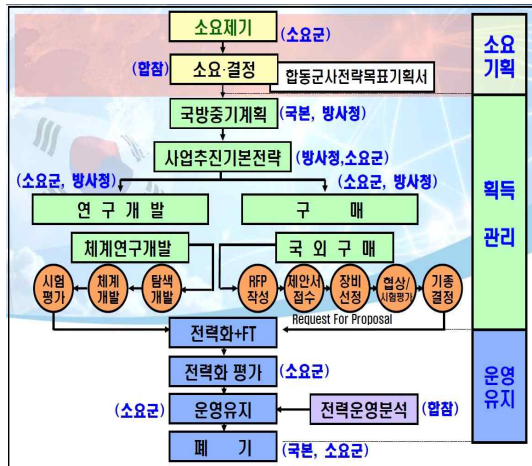 소요제기
(소요군)
(합참)
소요·결정
합동군사전략목표기획서
소요
기획
국방중기계획
(국본, 방사청)
사업추진기본전략
(방사청,소요군)
(소요군, 방사청)
(소요군, 방사청)
연 구 개 발
구 매
획득
관리
체계연구개발
국 외 구 매
시험
평가
체계
개발
탐색
개발
RFP
작성
제안서
접수
장비
선정
협상/
시험평가
기종
결정
Request For Proposal
전력화+FT
전력화 평가
(소요군)
(소요군)
운영유지
전력운영분석
(합참)
폐 기
(국본, 소요군)
운영
유지